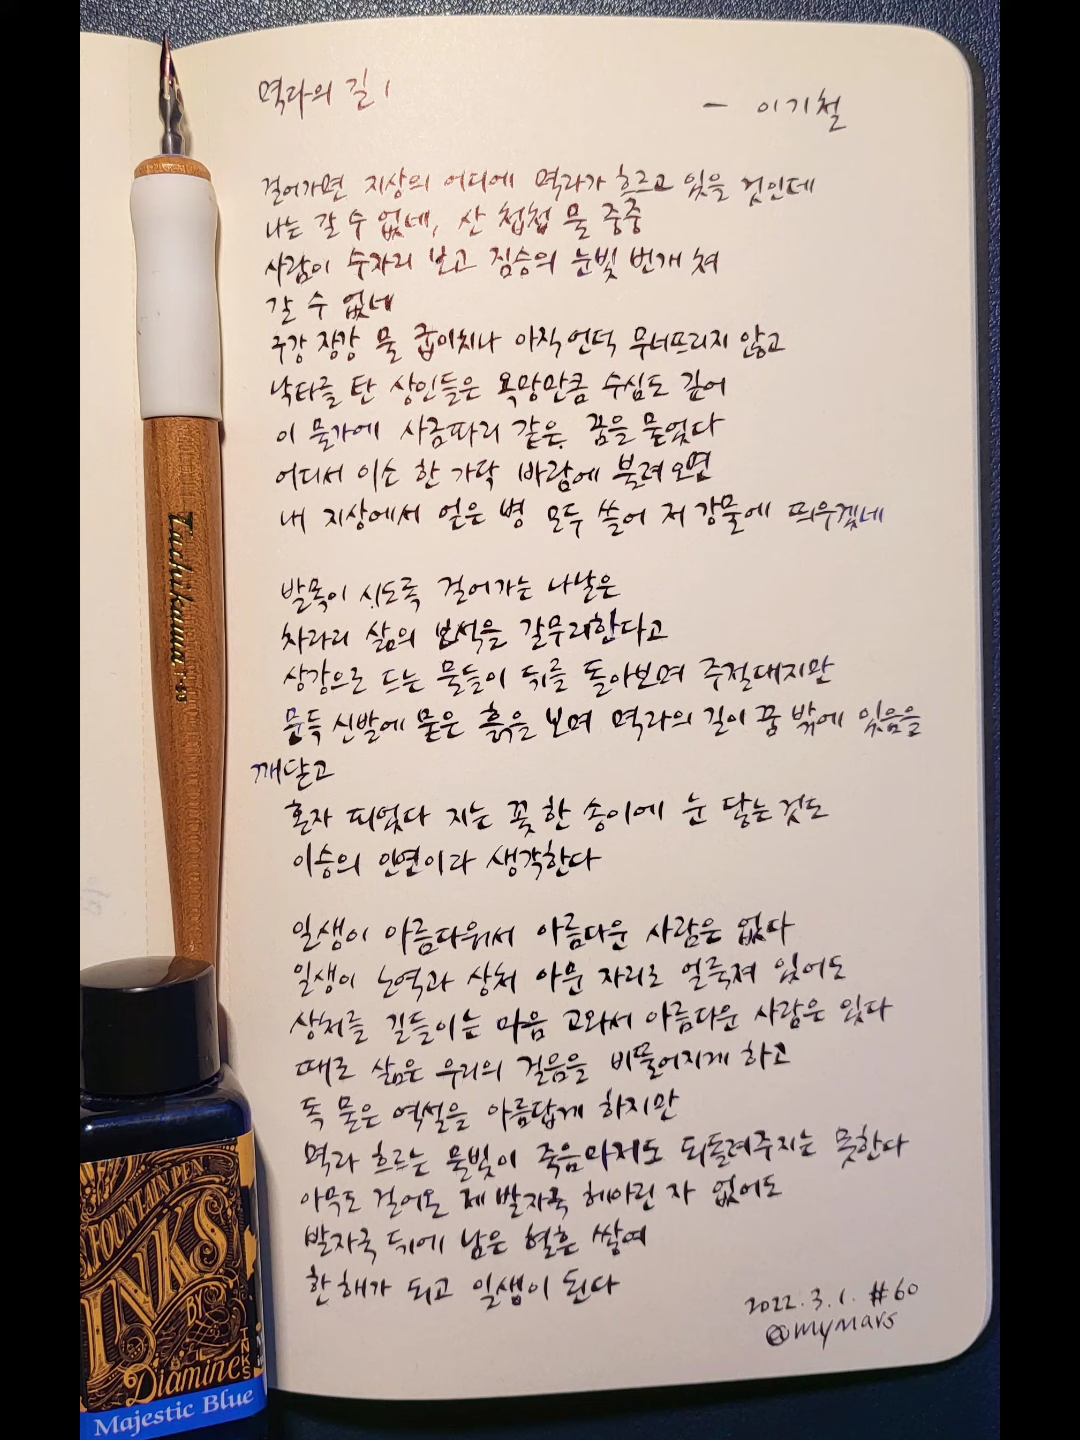 멱라의 길 1
- 이기철
걸어가면 지상의 어디에 멱라가 흐르고 있을 것인데
나는 갈 수 없네, 산 첩첩 물 중중
사람이 수자리 보고 짐승의 눈빛 번개 쳐
갈 수 없네
구강 장강 물 굽이치나 아직 언덕 무너뜨리지 않고
낙타를 탄 상인들은 욕망만큼 수심도 깊어
이 물가에 사금파리 같은 꿈을 묻었다
어디서 이소 한 가닥 바람에 불려오면
내 지상에서 얻은 병 모두 쓸어 저 강물에 띄우겠네
발목이 시도록 걸어가는 나날은
차라리 삶의 보석을 갈무리한다고
상강으로 드는 물들이 뒤를 돌아보며 주절대지만
문득 신발에 묻은 흙을 보며 멱라의 길이 꿈 밖에 있음을
깨닫고
혼자 피었다 지는 꽃 한 송이에 눈 닿는 것도
이승의 인연이라 생각한다
일생이 아름다워서 아름다운 사람은 없다
일생이 노역과 상처 아문 자리로 얼룩져 있어도
상처를 길들이는 마음 고와서 아름다운 사람은 있다
때로 삶은 우리의 걸음을 비뚤어지게 하고
독 묻은 역설을 아름답게 하지만
멱라 흐르는 물빛이 죽음마저도 되돌려주지는 못한다
아무도 걸어온 제 발자국 헤아린 자 없어도
발자국 뒤에 남은 혈흔 쌓여
한 해가 되고 일생이 된다
2022. 3. 1. #60
@mymars
Tachikawa T-40
FOUNTAIN PEN
INKS
BY
Diamine
INKS
Majestic Blue